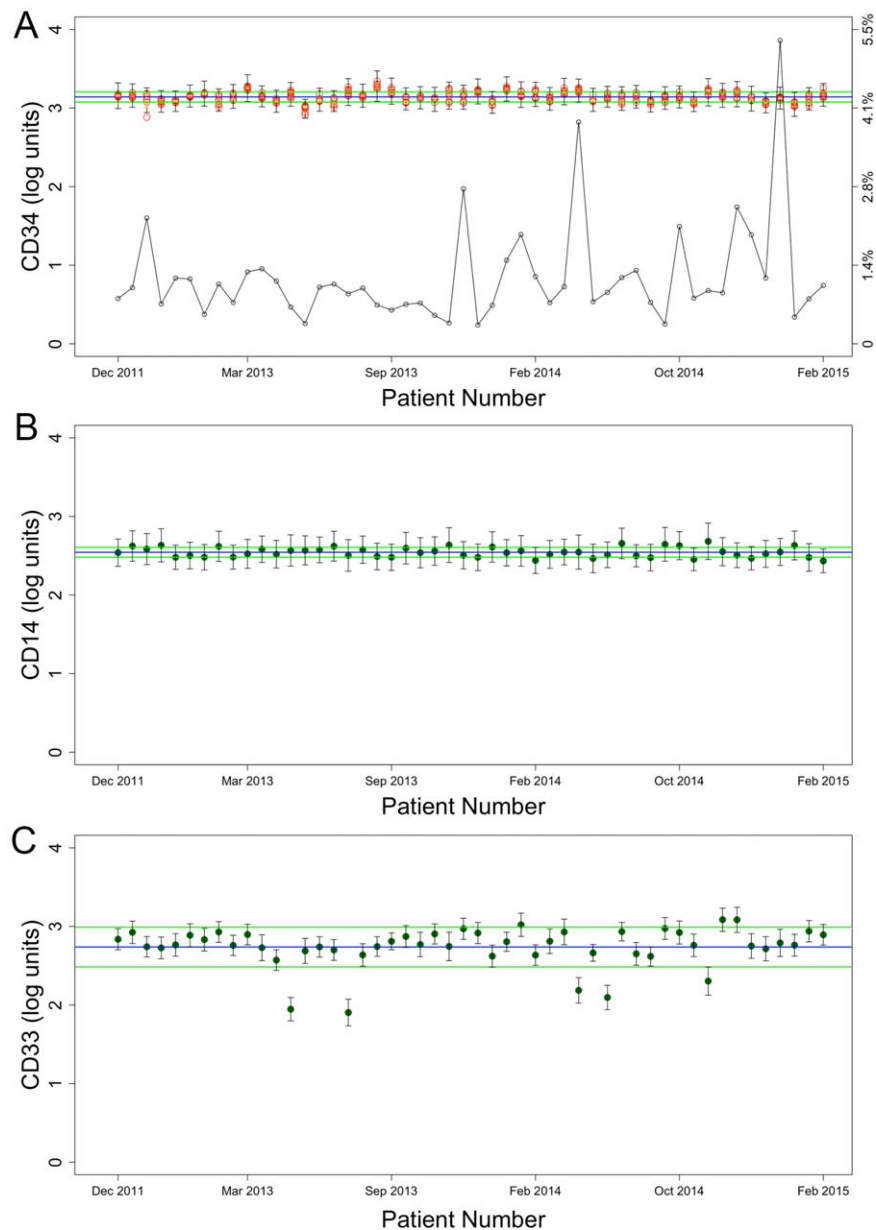 A
CD34 (log units)
4
3
2
1
0
5.5%
4.1%
2.8%
1.4%
0
Dec 2011 Mar 2013 Sep 2013 Feb 2014 Oct 2014 Feb 2015
Patient Number
B
CD14 (log units)
4
3
2
1
0
Dec 2011 Mar 2013 Sep 2013 Feb 2014 Oct 2014 Feb 2015
Patient Number
C
CD33 (log units)
4
3
2
1
0
Dec 2011 Mar 2013 Sep 2013 Feb 2014 Oct 2014 Feb 2015
Patient Number